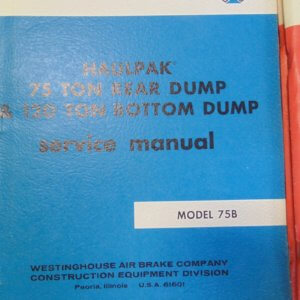 HAULPAK
75 TON REAR DUMP
& 120 TON BOTTOM DUMP
service manual
MODEL 75B
WESTINGHOUSE AIR BRAKE COMPANY
CONSTRUCTION EQUIPMENT DIVISION
Peoria, Illinois U.S.A. 61601